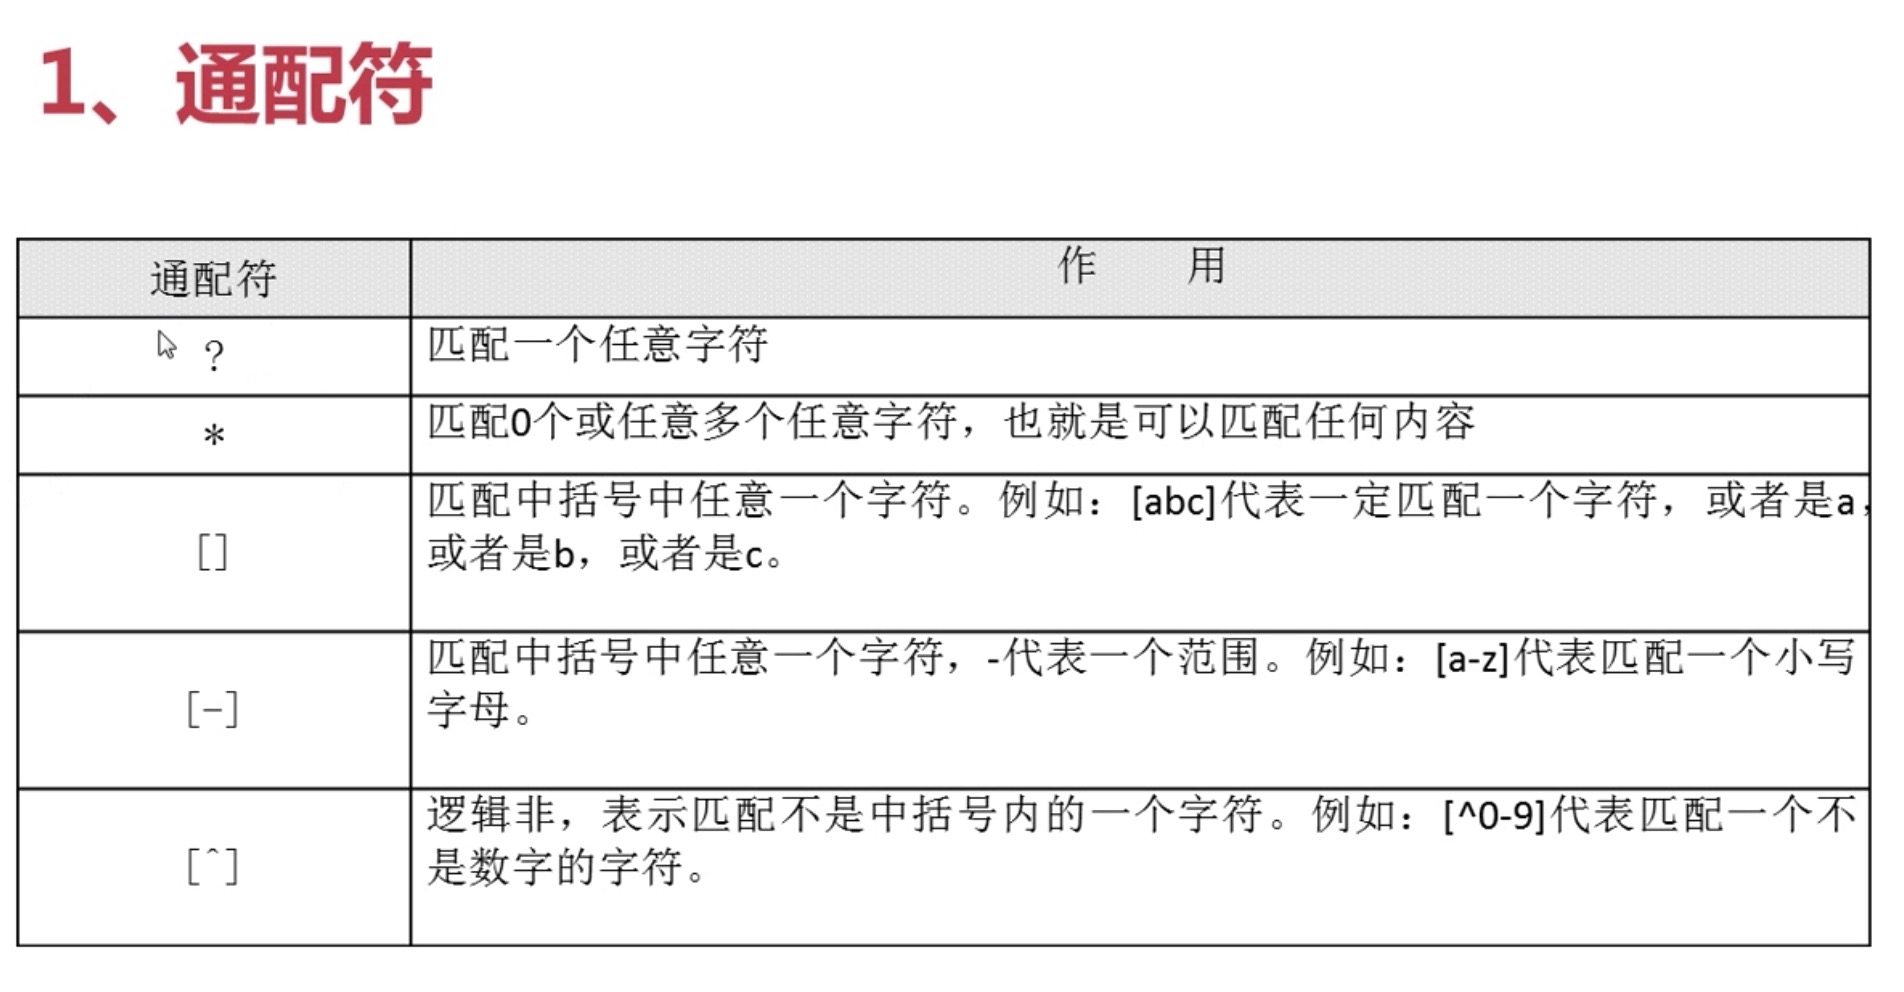 1、通配符
通配符
作 用
?
匹配一个任意字符
*
匹配0个或任意多个任意字符，也就是可以匹配任何内容
[]
匹配中括号中任意一个字符。例如：[abc]代表一定匹配一个字符，或者是a，
或者是b，或者是c。
[-]
匹配中括号中任意一个字符，-代表一个范围。例如：[a-z]代表匹配一个小写
字母。
[^]
逻辑非，表示匹配不是中括号内的一个字符。例如：[^0-9]代表匹配一个不
是数字的字符。